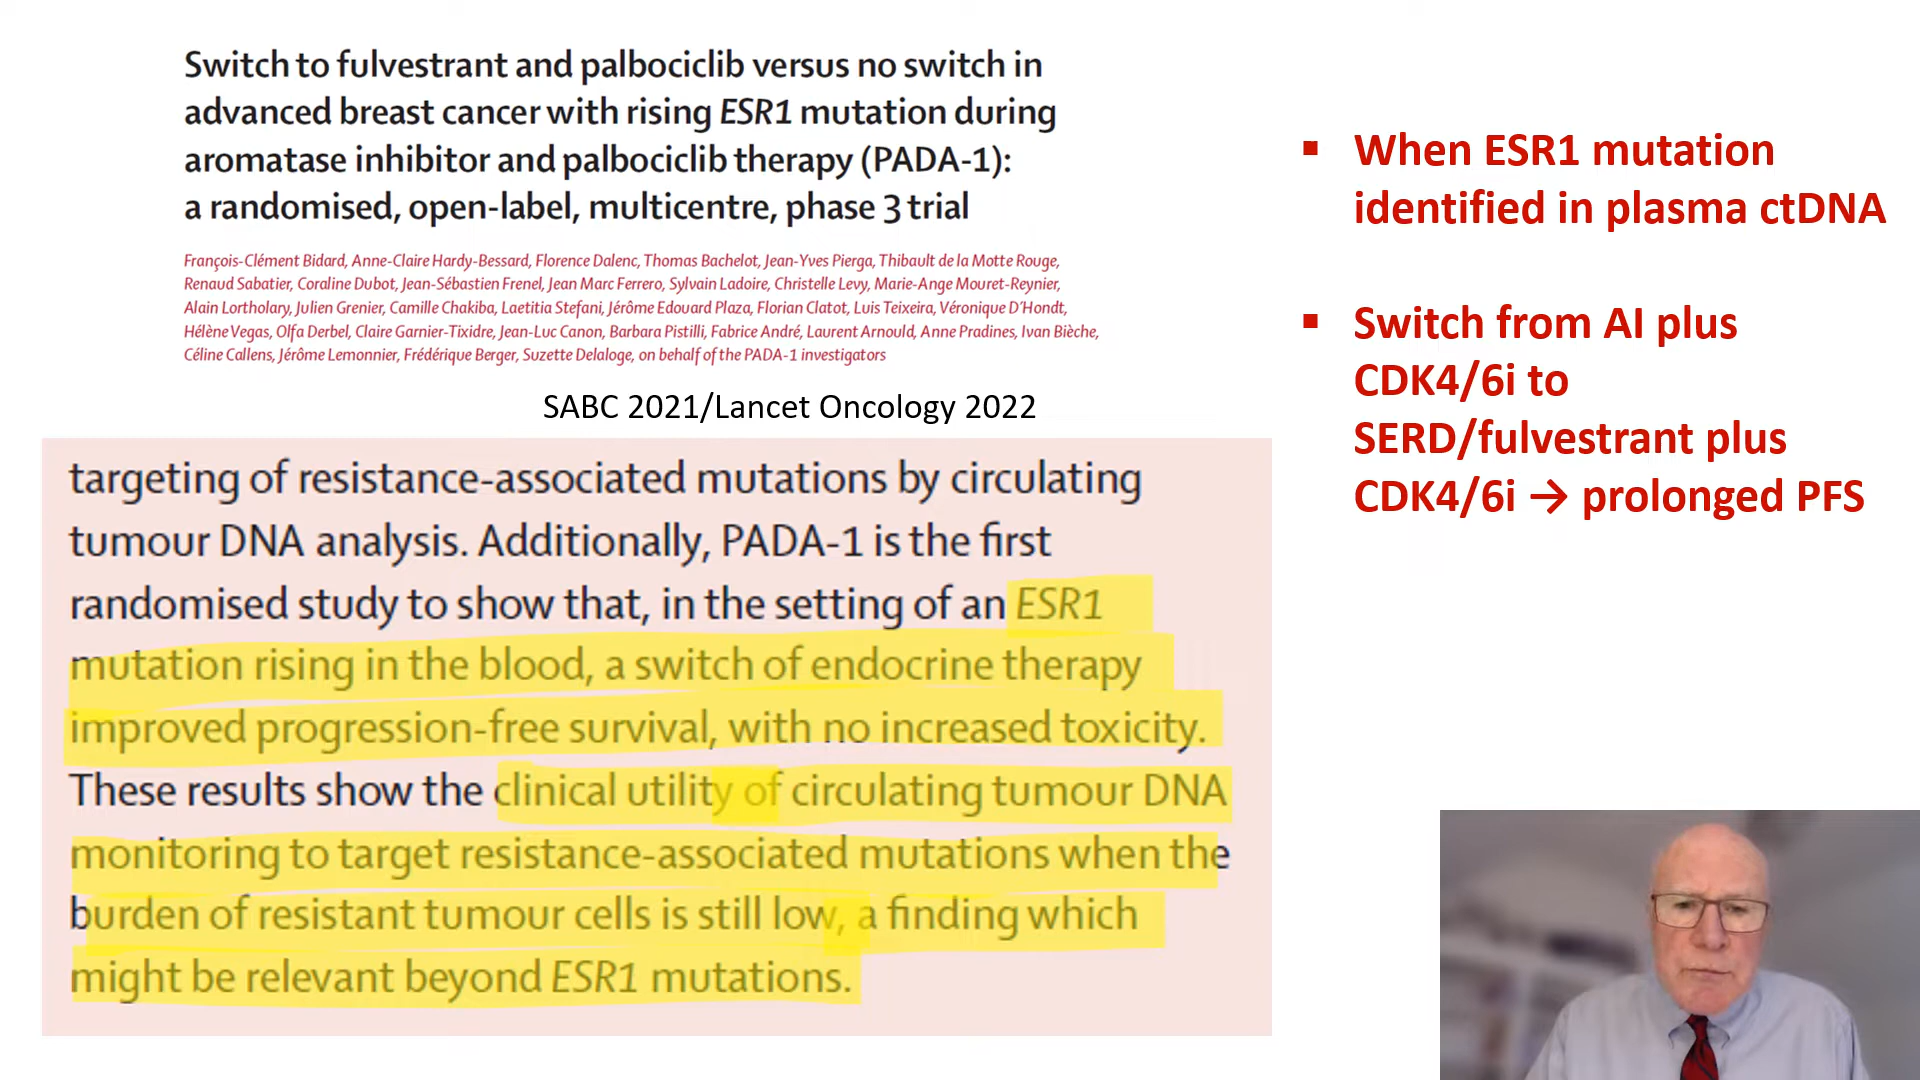 Switch to fulvestrant and palbociclib versus no switch in
advanced breast cancer with rising ESR1 mutation during
aromatase inhibitor and palbociclib therapy (PADA-1):
a randomised, open-label, multicentre, phase 3 trial
François-Clément Bidard, Anne-Claire Hardy-Bessard, Florence Dalenc, Thomas Bachelot, Jean-Yves Pierga, Thibault de la Motte Rouge,
Renaud Sabatier, Coraline Dubot, Jean-Sébastien Frenel, Jean Marc Ferrero, Sylvain Ladoire, Christelle Levy, Marie-Ange Mouret-Reynier,
Alain Lortholary, Julien Grenier, Camille Chakiba, Laetitia Stefani, Jérôme Edouard Plaza, Florian Clatot, Luis Teixeira, Véronique D'Hondt,
Hélène Vegas, Olfa Derbel, Claire Garnier-Tixidre, Jean-Luc Canon, Barbara Pistilli, Fabrice André, Laurent Arnould, Anne Pradines, Ivan Bièche,
Céline Callens, Jérôme Lemonnier, Frédérique Berger, Suzette Delaloge, on behalf of the PADA-1 investigators
SABC 2021/Lancet Oncology 2022
targeting of resistance-associated mutations by circulating
tumour DNA analysis. Additionally, PADA-1 is the first
randomised study to show that, in the setting of an ESR1
mutation rising in the blood, a switch of endocrine therapy
improved progression-free survival, with no increased toxicity.
These results show the clinical utility of circulating tumour DNA
monitoring to target resistance-associated mutations when the
burden of resistant tumour cells is still low, a finding which
might be relevant beyond ESR1 mutations.
▪ When ESR1 mutation
identified in plasma ctDNA
▪ Switch from AI plus
CDK4/6i to
SERD/fulvestrant plus
CDK4/6i → prolonged PFS